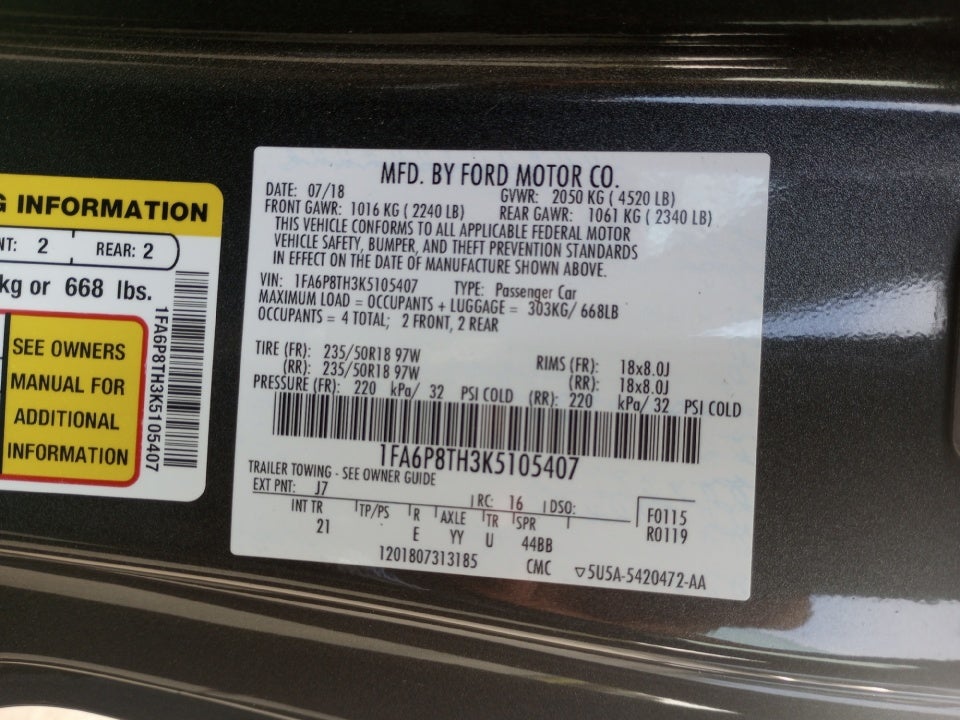 G INFORMATION
NT: 2 REAR: 2
kg or 668 lbs.
SEE OWNERS
MANUAL FOR
ADDITIONAL
INFORMATION
1FA6P8TH3K5105407
MFD. BY FORD MOTOR CO.
DATE: 07/18 GVWR: 2050 KG ( 4520 LB)
FRONT GAWR: 1016 KG ( 2240 LB) REAR GAWR: 1061 KG ( 2340 LB)
THIS VEHICLE CONFORMS TO ALL APPLICABLE FEDERAL MOTOR
VEHICLE SAFETY, BUMPER, AND THEFT PREVENTION STANDARDS
IN EFFECT ON THE DATE OF MANUFACTURE SHOWN ABOVE.
VIN: 1FA6P8TH3K5105407 TYPE: Passenger Car
MAXIMUM LOAD = OCCUPANTS + LUGGAGE = 303KG/ 668LB
OCCUPANTS = 4 TOTAL; 2 FRONT, 2 REAR
TIRE (FR): 235/50R18 97W RIMS (FR): 18x8.0J
(RR): 235/50R18 97W (RR): 18x8.0J
PRESSURE (FR): 220 kPa/ 32 PSI COLD (RR): 220 kPa/ 32 PSI COLD
1FA6P8TH3K5105407
TRAILER TOWING - SEE OWNER GUIDE
EXT PNT: J7 RC: 16 DSO: F0115
INT TR TP/PS R AXLE TR SPR R0119
21 E YY U 44BB
1201807313185 CMC ▽5U5A-5420472-AA